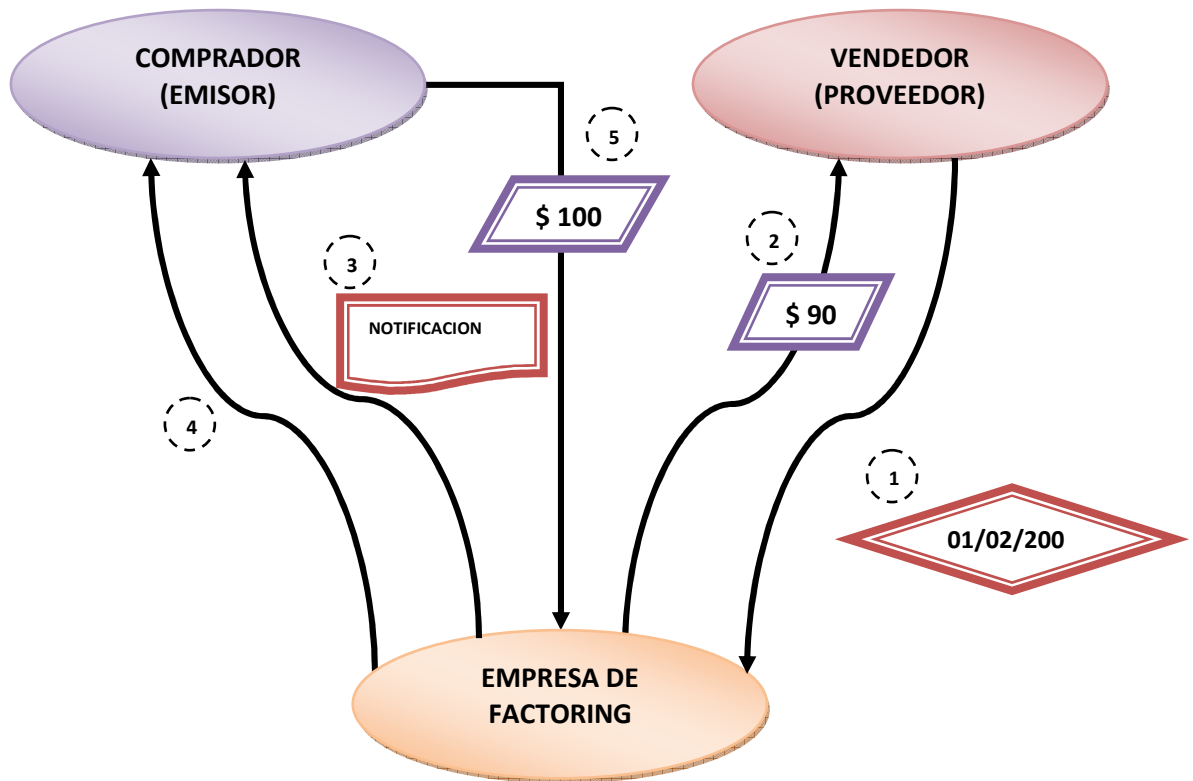 COMPRADOR
(EMISOR)
VENDEDOR
(PROVEEDOR)
5
$ 100
2
3
$ 90
NOTIFICACION
4
1
01/02/200
EMPRESA DE
FACTORING